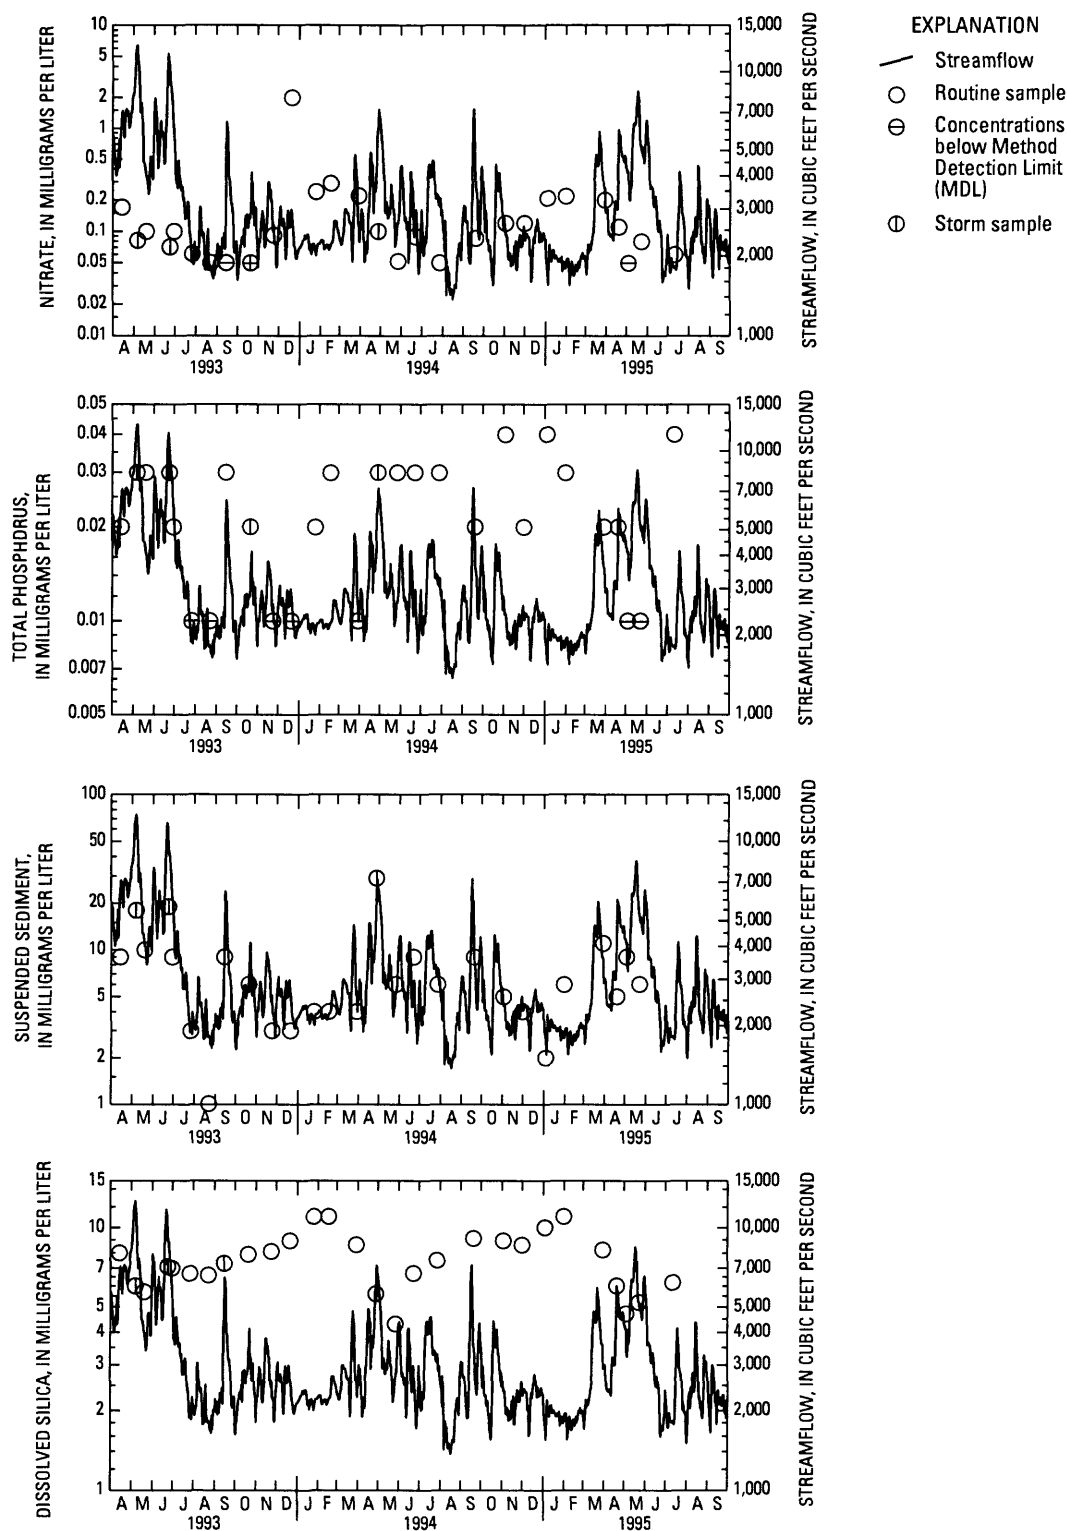 EXPLANATION
Streamflow
Routine sample
Concentrations
below Method
Detection Limit
(MDL)
Storm sample
NITRATE, IN MILLIGRAMS PER LITER
10
5
2
1
0.5
0.2
0.1
0.05
0.02
0.01
15,000
10,000
7,000
5,000
4,000
3,000
2,000
1,000
STREAMFLOW, IN CUBIC FEET PER SECOND
A M J J A S O N D J F M A M J J A S O N D J F M A M J J A S
1993 1994 1995
TOTAL PHOSPHDRUS,
IN MILLIGRAMS PER LITER
0.05
0.04
0.03
0.02
0.01
0.007
0.005
15,000
10,000
7,000
5,000
4,000
3,000
2,000
1,000
STREAMFLOW, IN CUBIC FEET PER SECOND
A M J J A S O N D J F M A M J J A S O N D J F M A M J J A S
1993 1994 1995
SUSPENDED SEDIMENT,
IN MILLIGRAMS PER LITER
100
50
20
10
5
2
1
15,000
10,000
7,000
5,000
4,000
3,000
2,000
1,000
STREAMFLOW, IN CUBIC FEET PER SECOND
A M J J A S O N D J F M A M J J A S O N D J F M A M J J A S
1993 1994 1995
DISSOLVED SILICA, IN MILLIGRAMS PER LITER
15
10
7
5
4
3
2
1
15,000
10,000
7,000
5,000
4,000
3,000
2,000
1,000
STREAMFLOW, IN CUBIC FEET PER SECOND
A M J J A S O N D J F M A M J J A S O N D J F M A M J J A S
1993 1994 1995